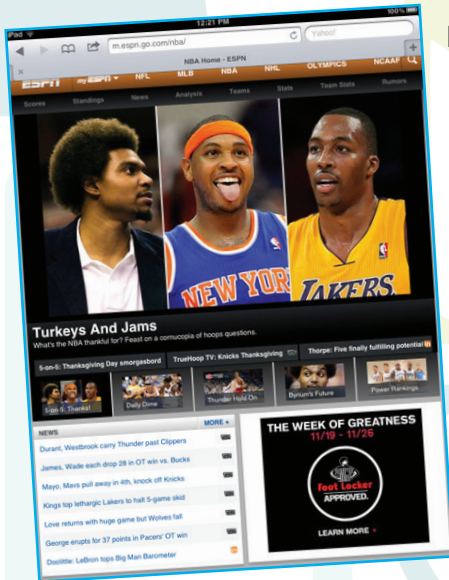 iPad 12:21 PM 100%
m.espn.go.com/nba/ Yahoo!
NBA Home - ESPN
ESPN myESPN NFL MLB NBA NHL OLYMPICS NCAAF
Scores Standings News Analysis Teams Stats Team Stats Rumors
NEW YORK
LAKERS
Turkeys And Jams
What's the NBA thankful for? Feast on a cornucopia of hoops questions.
5-on-5: Thanksgiving Day smorgasbord TrueHoop TV: Knicks Thanksgiving Thorpe: Five finally fulfilling potential in
5-on-5: Thanks! Daily Dime Thunder Hold On Bynum's Future Power Rankings
NEWS MORE
Durant, Westbrook carry Thunder past Clippers
James, Wade each drop 28 in OT win vs. Bucks
Mayo, Mavs pull away in 4th, knock off Knicks
Kings top lethargic Lakers to halt 5-game skid
Love returns with huge game but Wolves fall
George erupts for 37 points in Pacers' OT win
Doolittle: LeBron tops Big Man Barometer in
THE WEEK OF GREATNESS
11/19 - 11/26
Foot Locker
APPROVED.
LEARN MORE